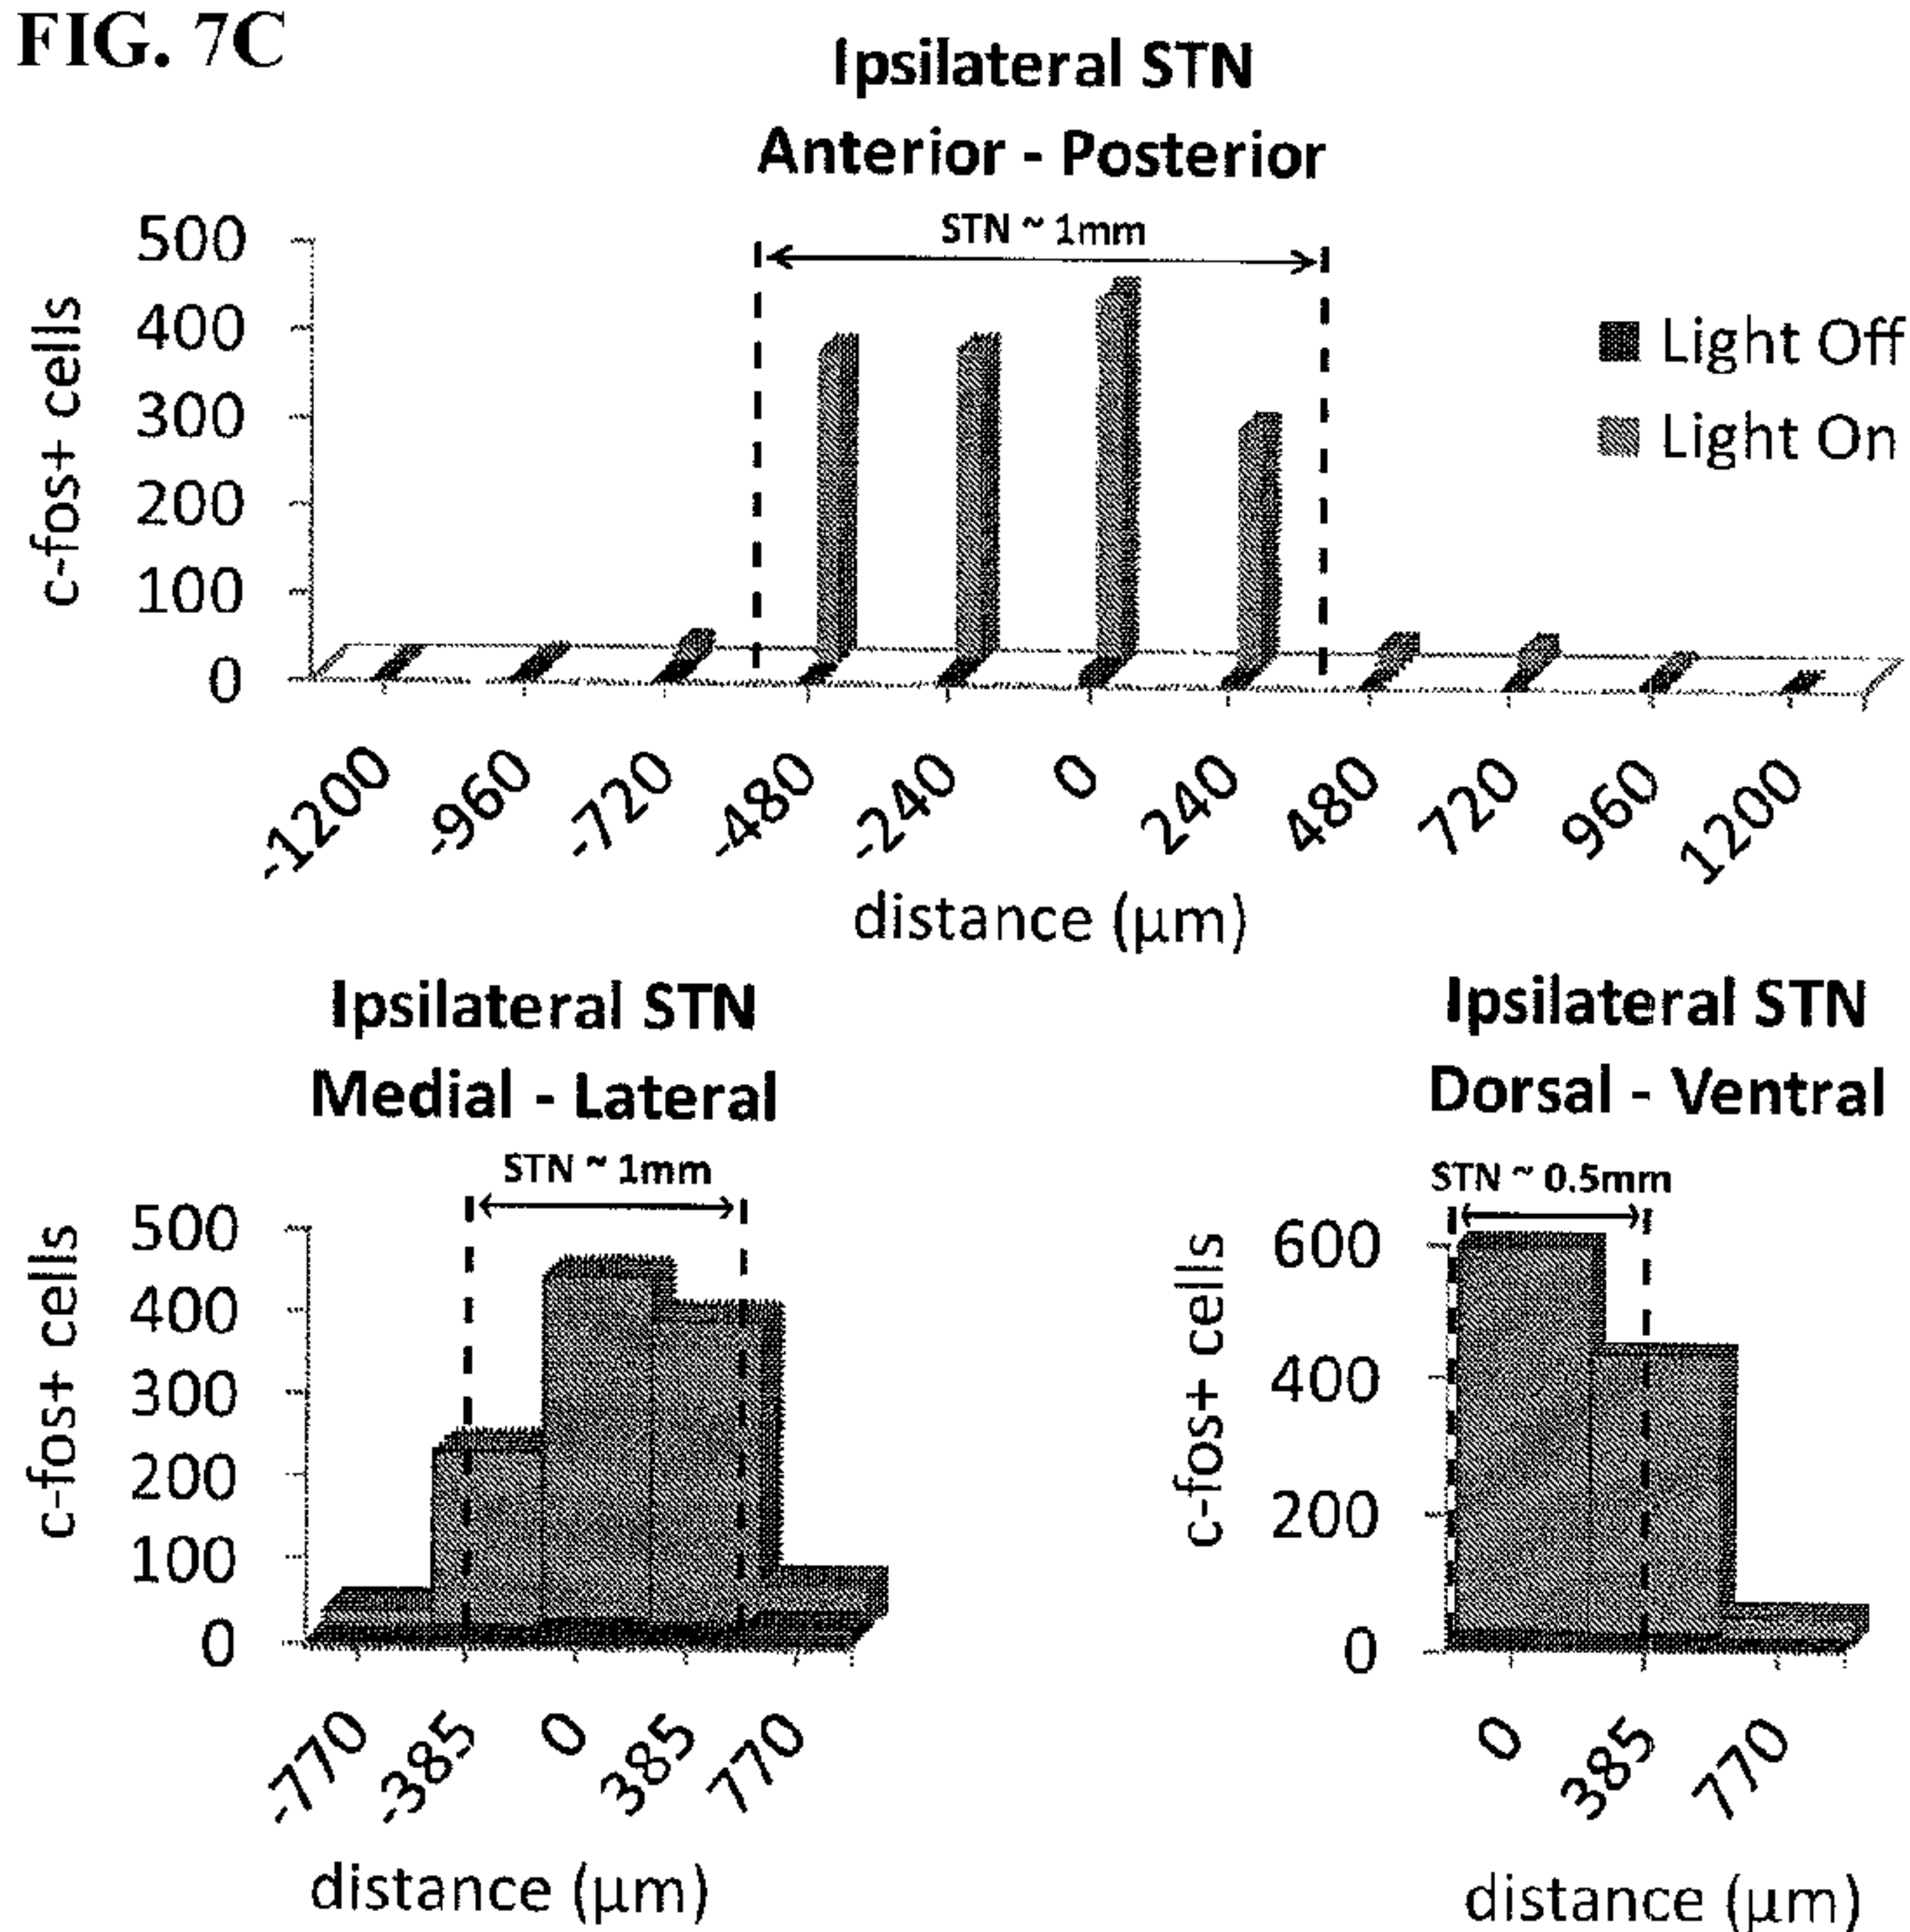 FIG. 7C
Ipsilateral STN
Anterior - Posterior
STN ~ 1mm
c-fos+ cells
500
400
300
200
100
0
Light Off
Light On
-1200 -960 -720 -480 -240 0 240 480 720 960 1200
distance (µm)
Ipsilateral STN
Medial - Lateral
STN ~ 1mm
c-fos+ cells
500
400
300
200
100
0
-770 -385 0 385 770
distance (µm)
Ipsilateral STN
Dorsal - Ventral
STN ~ 0.5mm
c-fos+ cells
600
400
200
0
0 385 770
distance (µm)